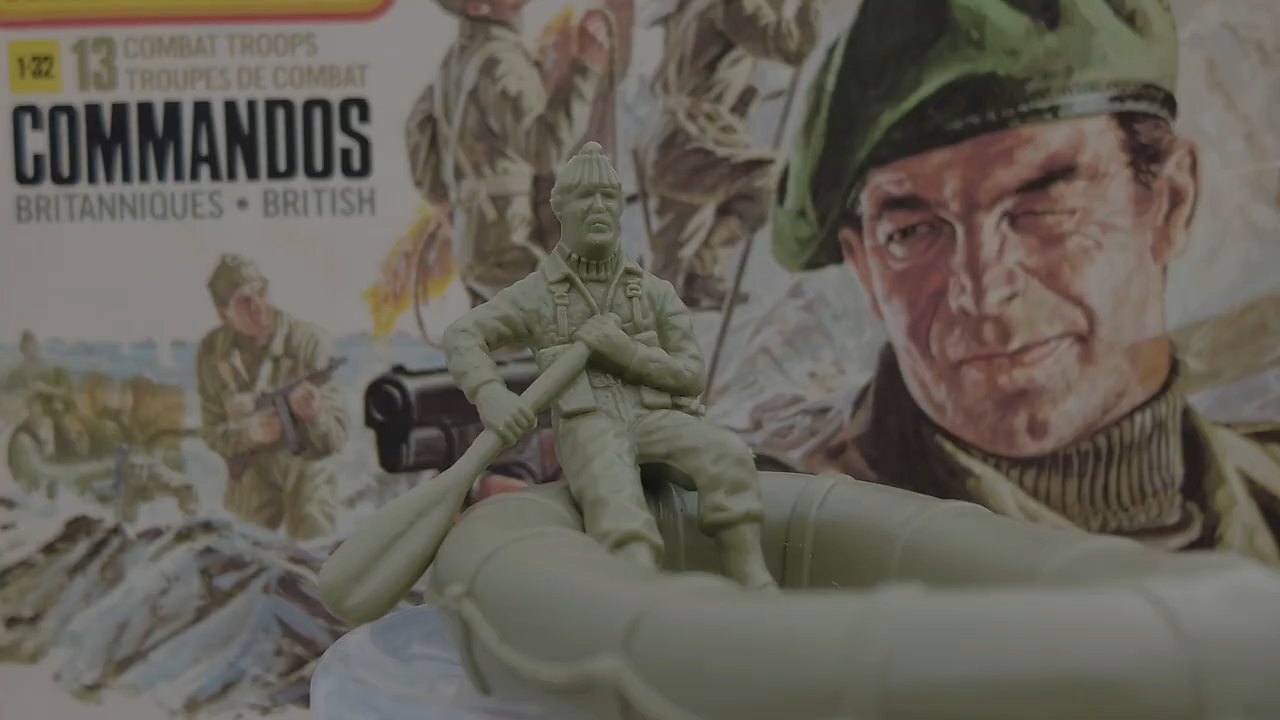 1-32 13 COMBAT TROOPS
TROUPES DE COMBAT
COMMANDOS
BRITANNIQUES • BRITISH